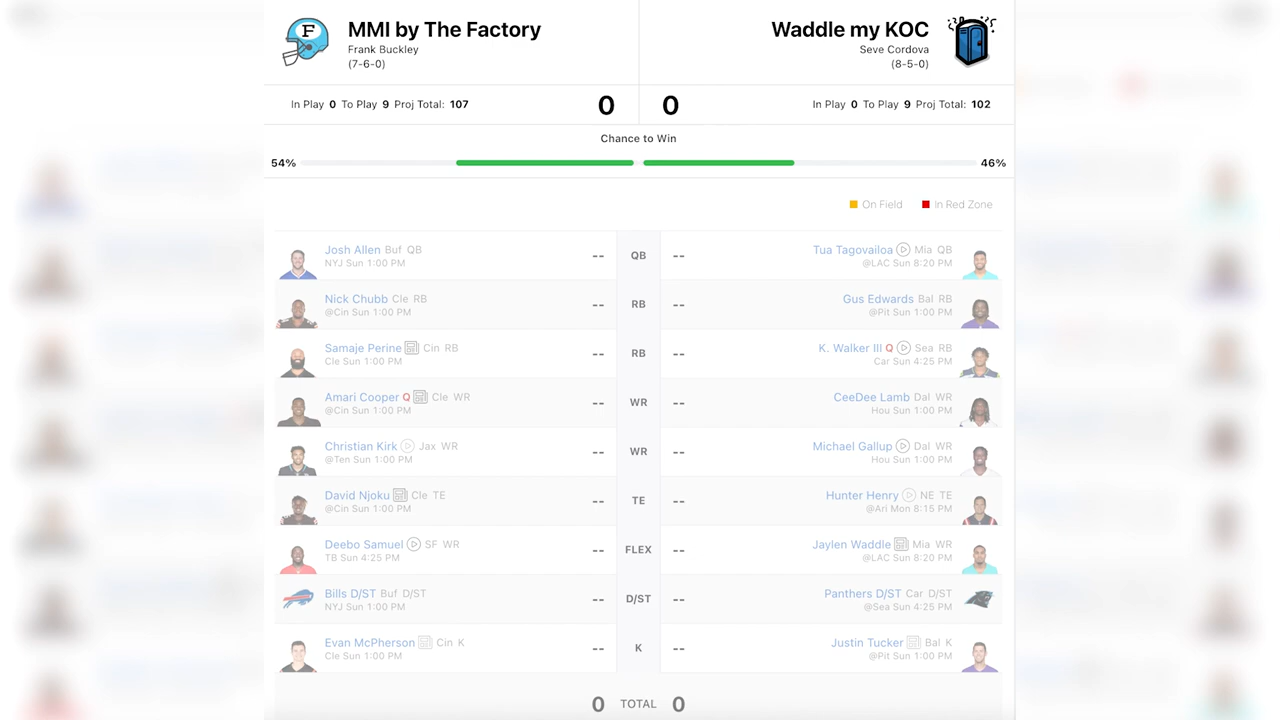 F
MMI by The Factory
Frank Buckley
(7-6-0)
Waddle my KOC
Seve Cordova
(8-5-0)
In Play 0 To Play 9 Proj Total: 107
0
0
In Play 0 To Play 9 Proj Total: 102
Chance to Win
54%
46%
On Field
In Red Zone
Josh Allen Buf QB
NYJ Sun 1:00 PM
--
QB
--
Tua Tagovailoa Mia QB
@LAC Sun 8:20 PM
Nick Chubb Cle RB
@Cin Sun 1:00 PM
--
RB
--
Gus Edwards Bal RB
@Pit Sun 1:00 PM
Samaje Perine Cin RB
Cle Sun 1:00 PM
--
RB
--
K. Walker III Q Sea RB
Car Sun 4:25 PM
Amari Cooper Q Cle WR
@Cin Sun 1:00 PM
--
WR
--
CeeDee Lamb Dal WR
Hou Sun 1:00 PM
Christian Kirk Jax WR
@Ten Sun 1:00 PM
--
WR
--
Michael Gallup Dal WR
Hou Sun 1:00 PM
David Njoku Cle TE
@Cin Sun 1:00 PM
--
TE
--
Hunter Henry NE TE
@Ari Mon 8:15 PM
Deebo Samuel SF WR
TB Sun 4:25 PM
--
FLEX
--
Jaylen Waddle Mia WR
@LAC Sun 8:20 PM
Bills D/ST Buf D/ST
NYJ Sun 1:00 PM
--
D/ST
--
Panthers D/ST Car D/ST
@Sea Sun 4:25 PM
Evan McPherson Cin K
Cle Sun 1:00 PM
--
K
--
Justin Tucker Bal K
@Pit Sun 1:00 PM
0 TOTAL 0